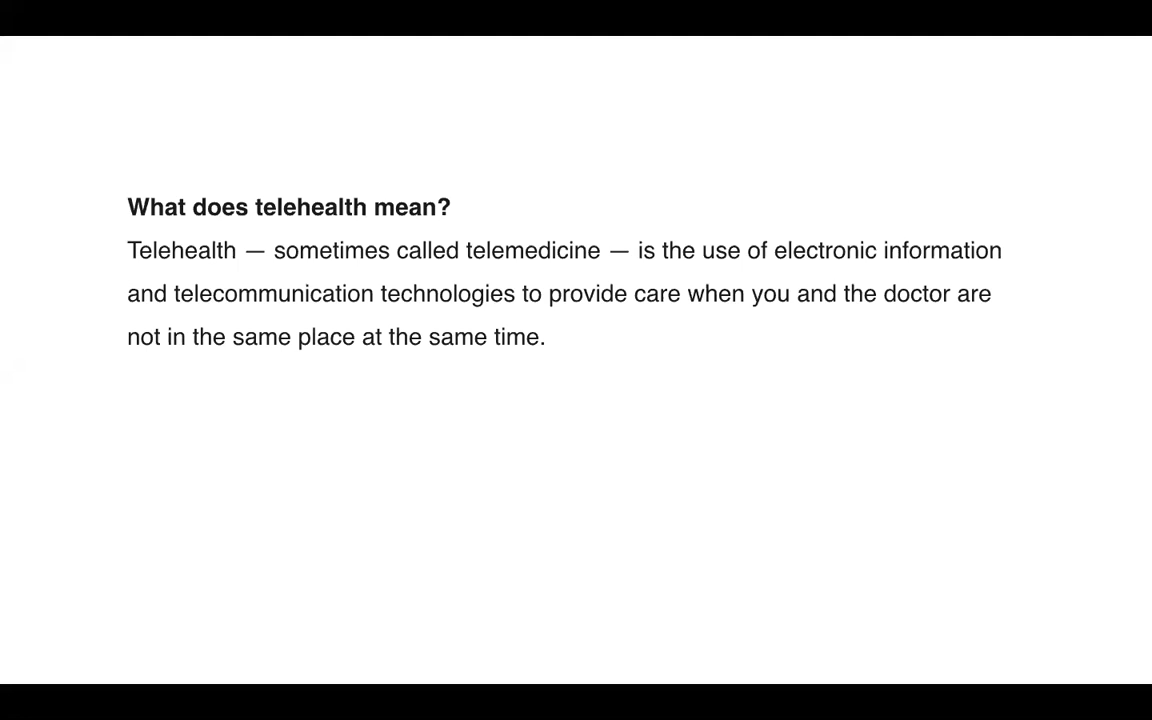 What does telehealth mean?
Telehealth — sometimes called telemedicine — is the use of electronic information
and telecommunication technologies to provide care when you and the doctor are
not in the same place at the same time.